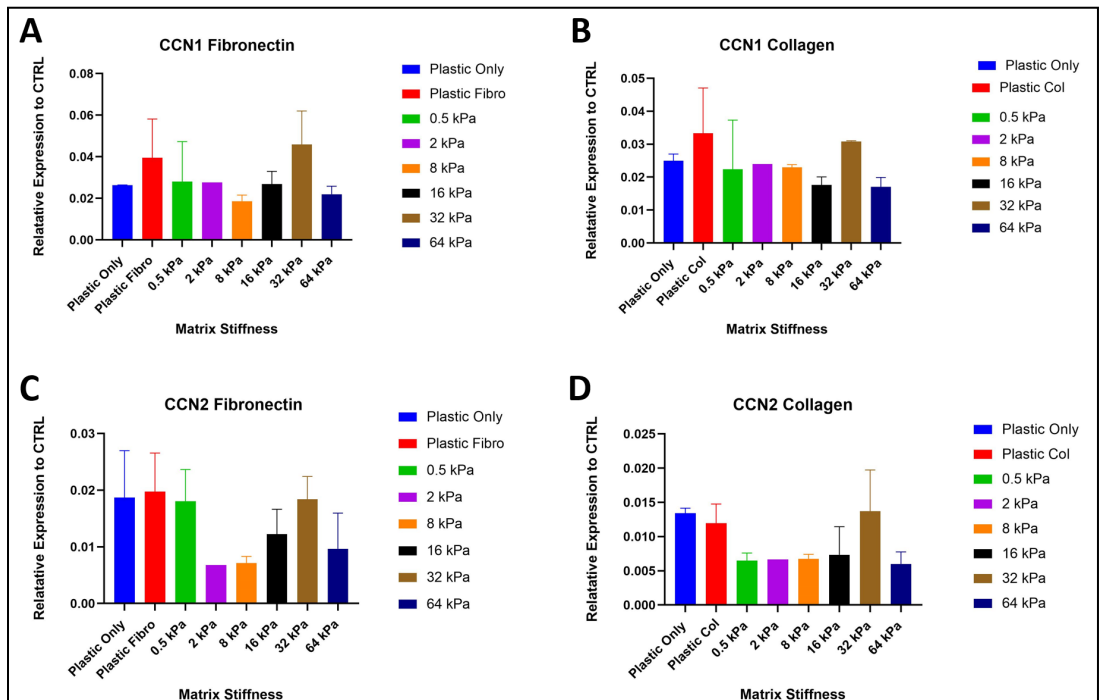 A
CCN1 Fibronectin
Relatative Expression to CTRL
0.08
0.06
0.04
0.02
0.00
Plastic Only
Plastic Fibro
0.5 kPa
2 kPa
8 kPa
16 kPa
32 kPa
64 kPa
Matrix Stiffness
Plastic Only
Plastic Fibro
0.5 kPa
2 kPa
8 kPa
16 kPa
32 kPa
64 kPa
B
CCN1 Collagen
Relatative Expression to CTRL
0.05
0.04
0.03
0.02
0.01
0.00
Plastic Only
Plastic Col
0.5 kPa
2 kPa
8 kPa
16 kPa
32 kPa
64 kPa
Matrix Stiffness
Plastic Only
Plastic Col
0.5 kPa
2 kPa
8 kPa
16 kPa
32 kPa
64 kPa
C
CCN2 Fibronectin
Relatative Expression to CTRL
0.03
0.02
0.01
0.00
Plastic Only
Plastic Fibro
0.5 kPa
2 kPa
8 kPa
16 kPa
32 kPa
64 kPa
Matrix Stiffness
Plastic Only
Plastic Fibro
0.5 kPa
2 kPa
8 kPa
16 kPa
32 kPa
64 kPa
D
CCN2 Collagen
Relatative Expression to CTRL
0.025
0.020
0.015
0.010
0.005
0.000
Plastic Only
Plastic Col
0.5 kPa
2 kPa
8 kPa
16 kPa
32 kPa
64 kPa
Matrix Stiffness
Plastic Only
Plastic Col
0.5 kPa
2 kPa
8 kPa
16 kPa
32 kPa
64 kPa